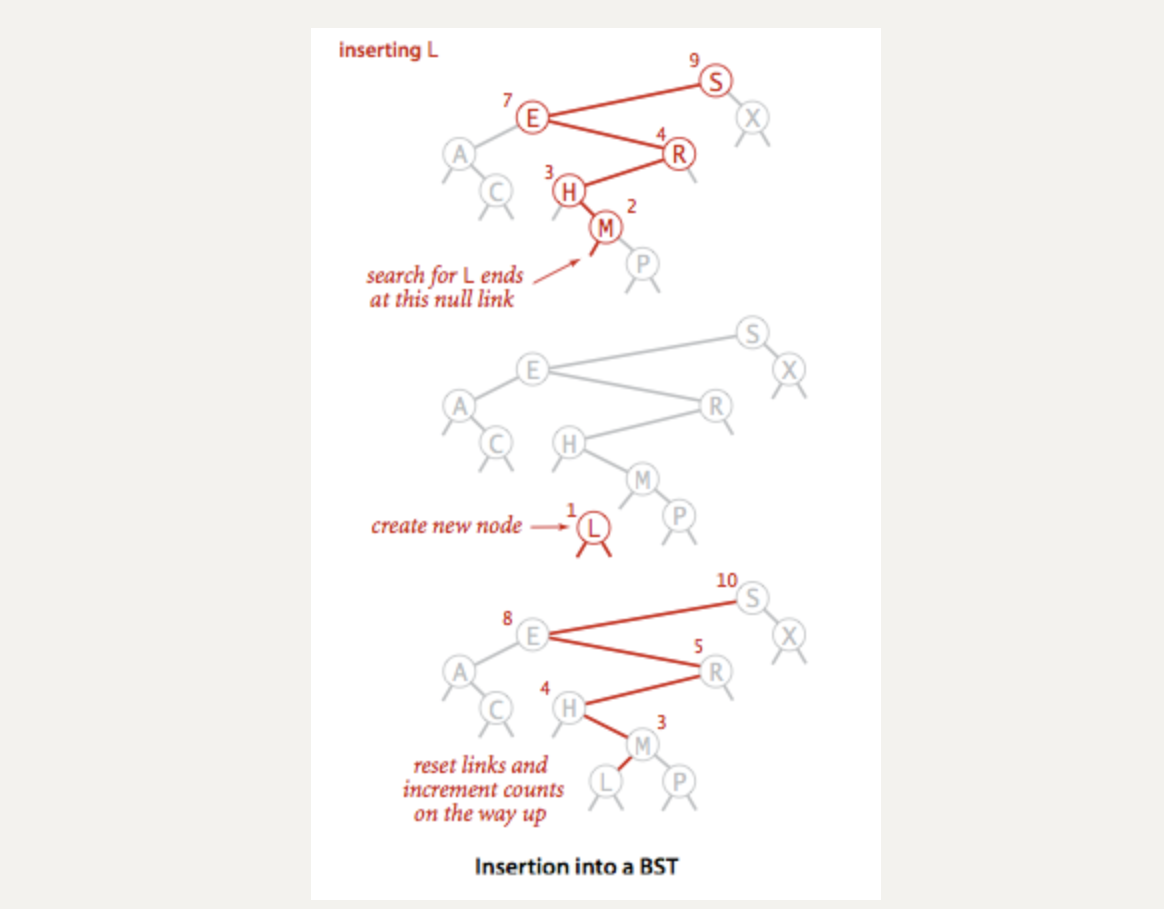 inserting L
9
S
7
E
X
4
A
R
3
C
H
2
M
P
search for L ends
at this null link
S
E
X
A
R
C
H
M
P
1
create new node
L
10
S
8
E
X
5
A
R
4
C
H
3
M
L
P
reset links and
increment counts
on the way up
Insertion into a BST